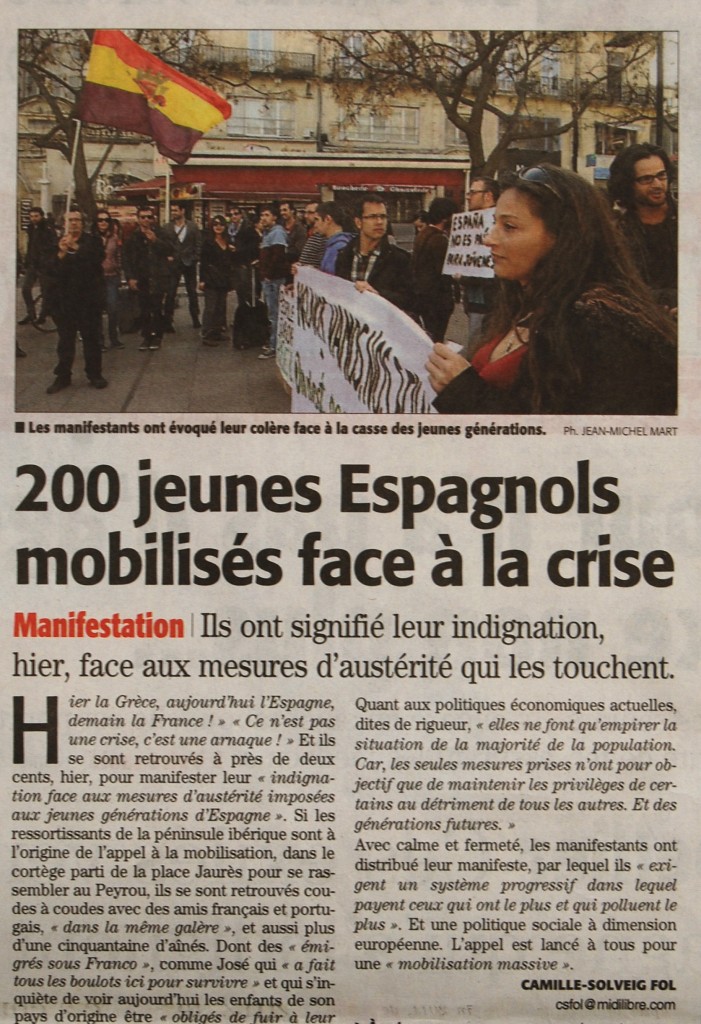 ESPAÑA
NO ES PAÍS
PARA JÓVENES
■ Les manifestants ont évoqué leur colère face à la casse des jeunes générations. Ph. JEAN-MICHEL MART
200 jeunes Espagnols
mobilisés face à la crise
Manifestation | Ils ont signifié leur indignation,
hier, face aux mesures d'austérité qui les touchent.
Hier la Grèce, aujourd'hui l'Espagne,
demain la France ! » « Ce n'est pas
une crise, c'est une arnaque ! » Et ils
se sont retrouvés à près de deux
cents, hier, pour manifester leur « indigna-
tion face aux mesures d'austérité imposées
aux jeunes générations d'Espagne ». Si les
ressortissants de la péninsule ibérique sont à
l'origine de l'appel à la mobilisation, dans le
cortège parti de la place Jaurès pour se ras-
sembler au Peyrou, ils se sont retrouvés cou-
des à coudes avec des amis français et portu-
gais, « dans la même galère », et aussi plus
d'une cinquantaine d'aînés. Dont des « émi-
grés sous Franco », comme José qui « a fait
tous les boulots ici pour survivre » et qui s'in-
quiète de voir aujourd'hui les enfants de son
pays d'origine être « obligés de fuir à leur
Quant aux politiques économiques actuelles,
dites de rigueur, « elles ne font qu'empirer la
situation de la majorité de la population.
Car, les seules mesures prises n'ont pour ob-
jectif que de maintenir les privilèges de cer-
tains au détriment de tous les autres. Et des
générations futures. »
Avec calme et fermeté, les manifestants ont
distribué leur manifeste, par lequel ils « exi-
gent un système progressif dans lequel
payent ceux qui ont le plus et qui polluent le
plus ». Et une politique sociale à dimension
européenne. L'appel est lancé à tous pour
une « mobilisation massive ».
CAMILLE-SOLVEIG FOL
csfol@midilibre.com